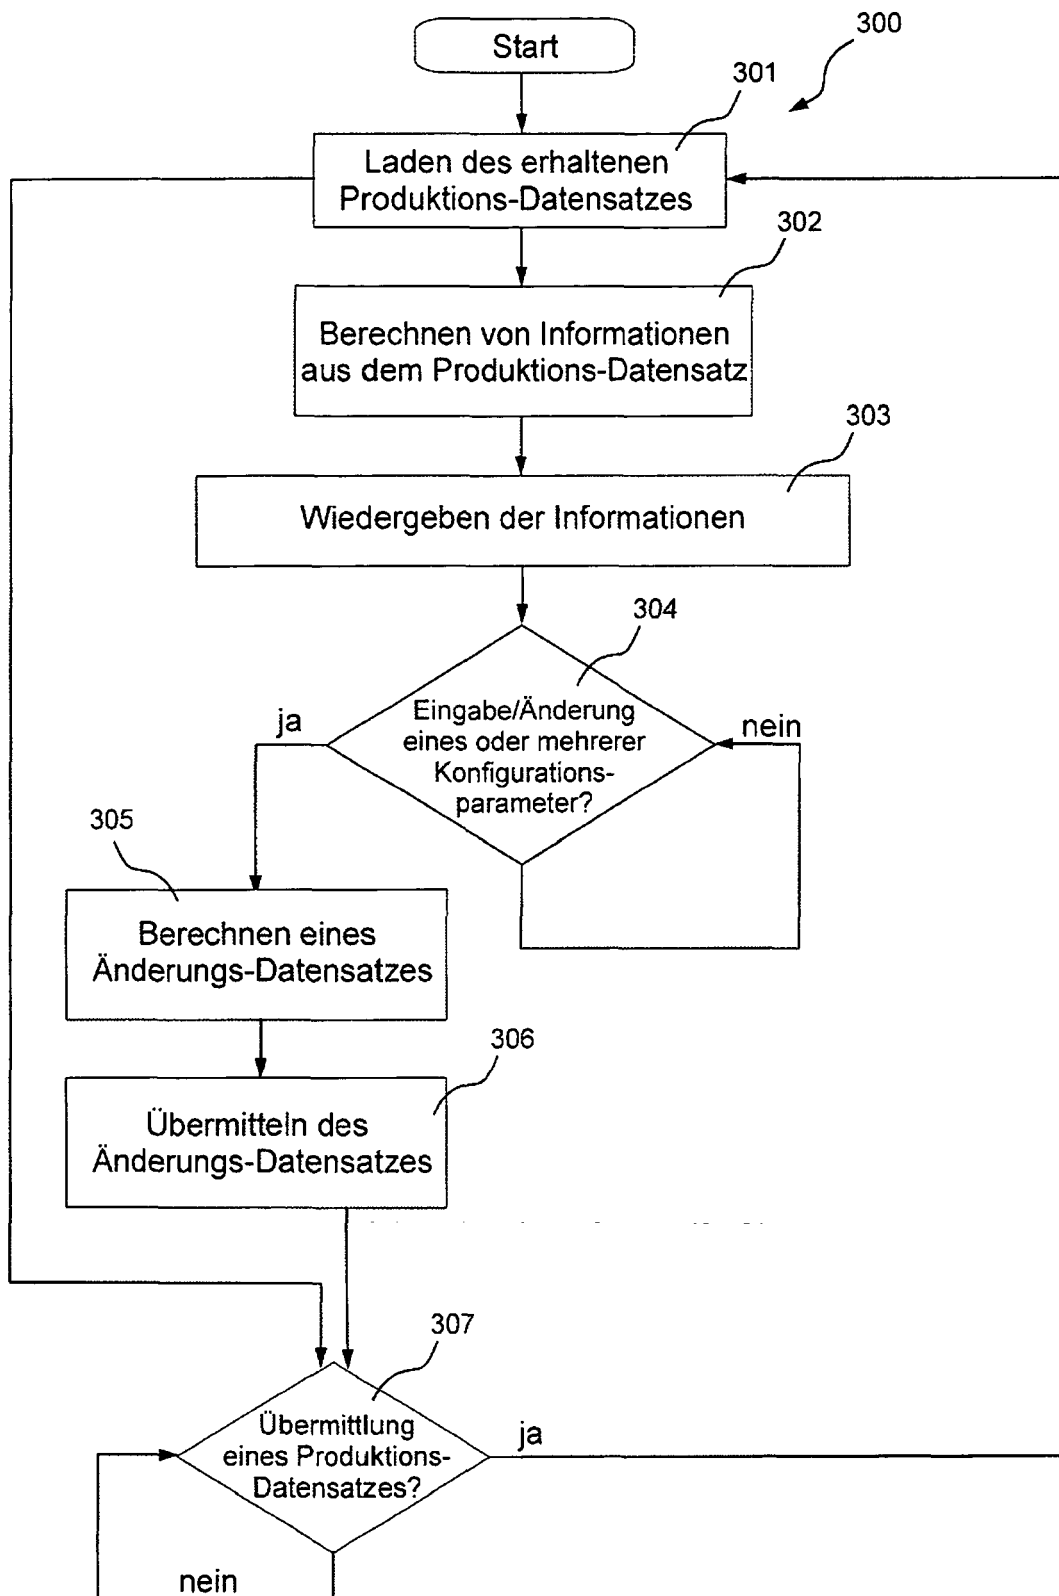 300
Start
301
Laden des erhaltenen
Produktions-Datensatzes
302
Berechnen von Informationen
aus dem Produktions-Datensatz
303
Wiedergeben der Informationen
304
ja
Eingabe/Änderung
eines oder mehrerer
Konfigurations-
parameter?
nein
305
Berechnen eines
Änderungs-Datensatzes
306
Übermitteln des
Änderungs-Datensatzes
307
Übermittlung
eines Produktions-
Datensatzes?
ja
nein